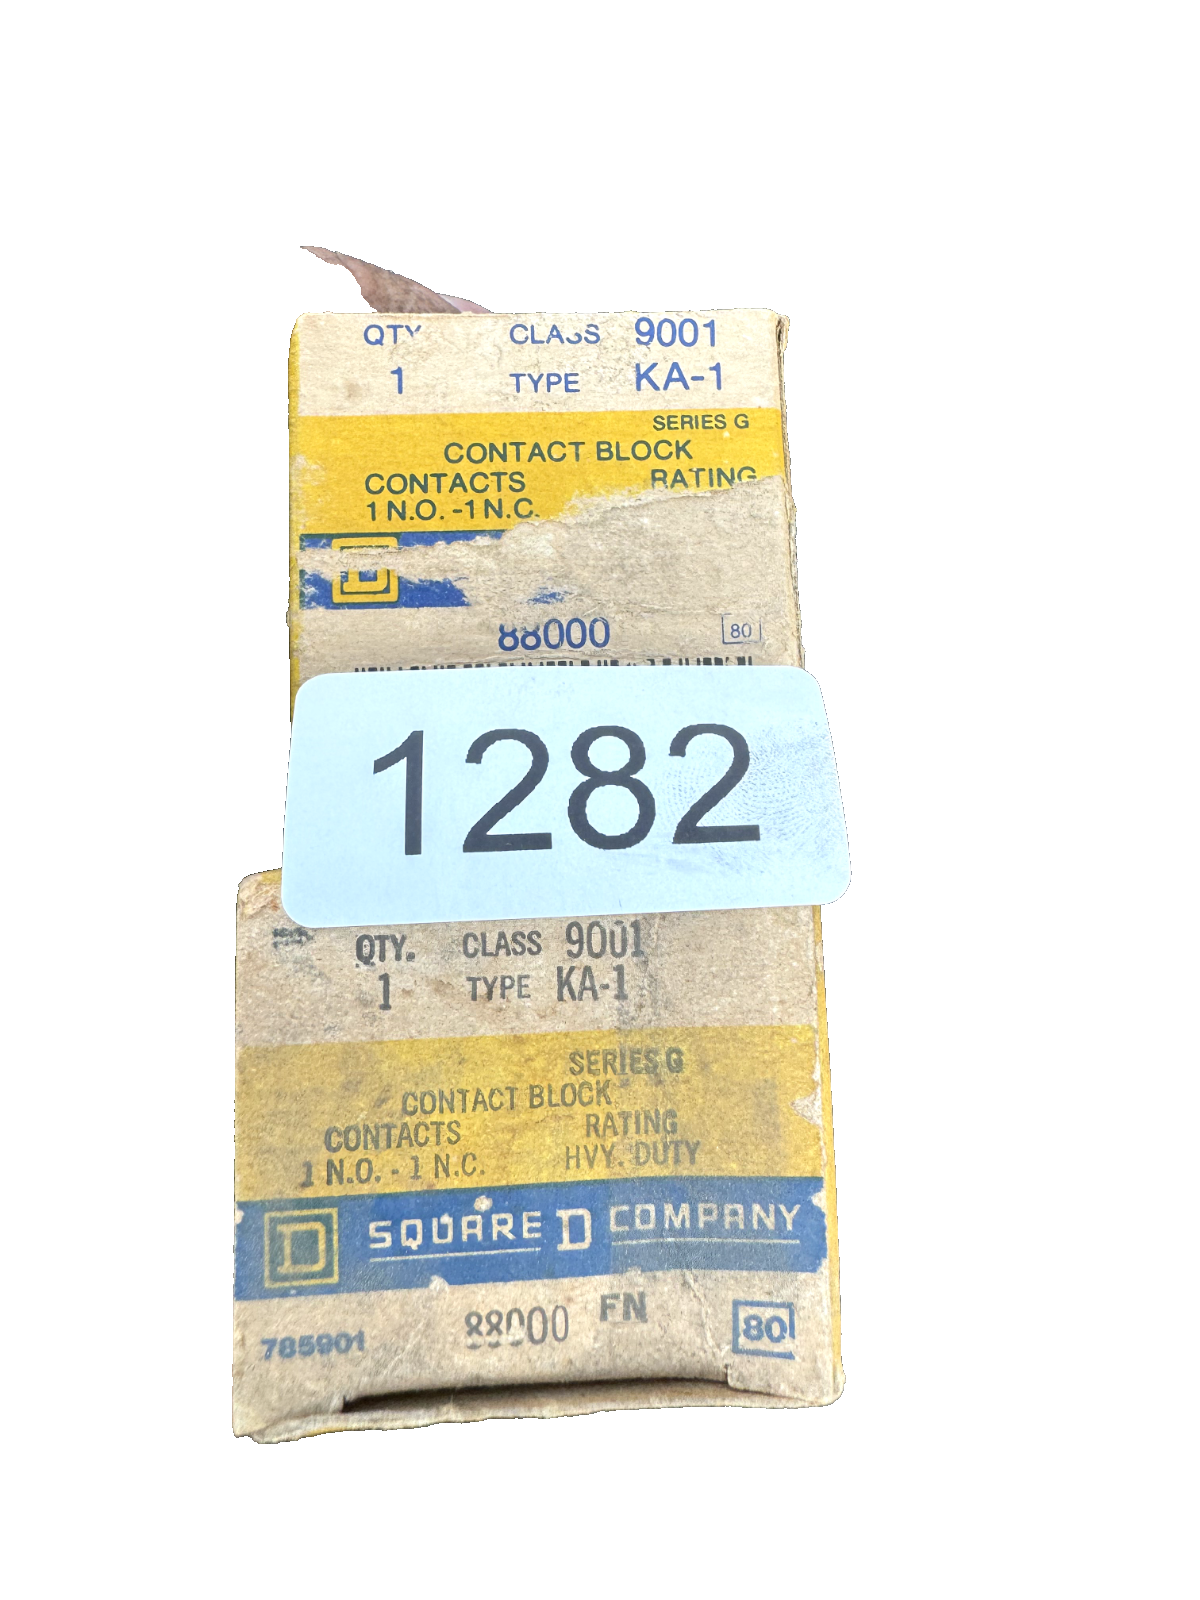 QTY CLASS 9001
1 TYPE KA-1
SERIES G
CONTACT BLOCK
CONTACTS RATING
1 N.O. -1 N.C.
D
88000 80
1282
QTY. CLASS 9001
1 TYPE KA-1
SERIES G
CONTACT BLOCK
CONTACTS RATING
1 N.O. - 1 N.C. HVY. DUTY
D SQUARE D COMPANY
785901 88000 FN 80